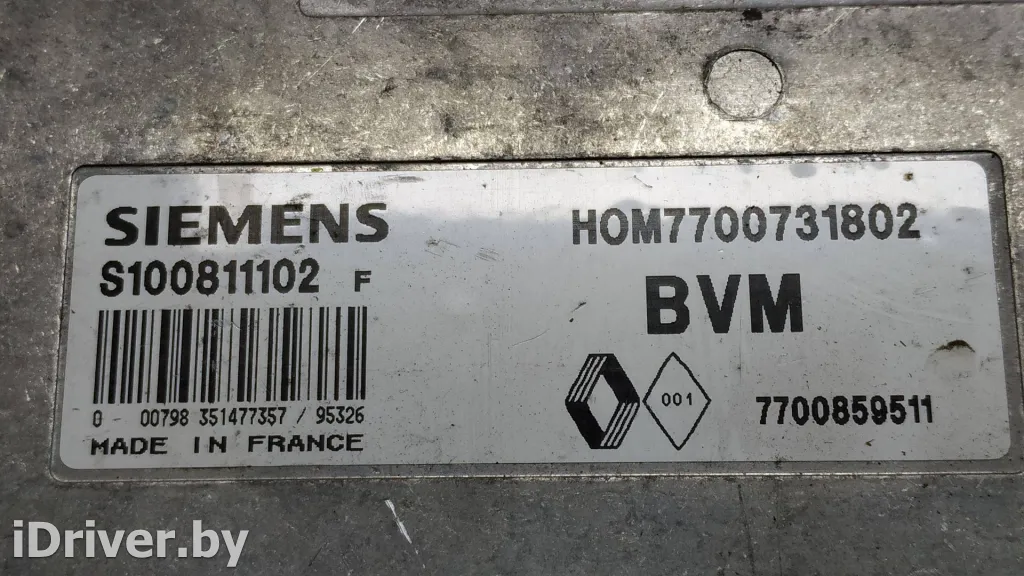 SIEMENS
S100811102 F
0 - 00798 351477357 / 95326
MADE IN FRANCE
HOM7700731802
BVM
001
7700859511
iDriver.by